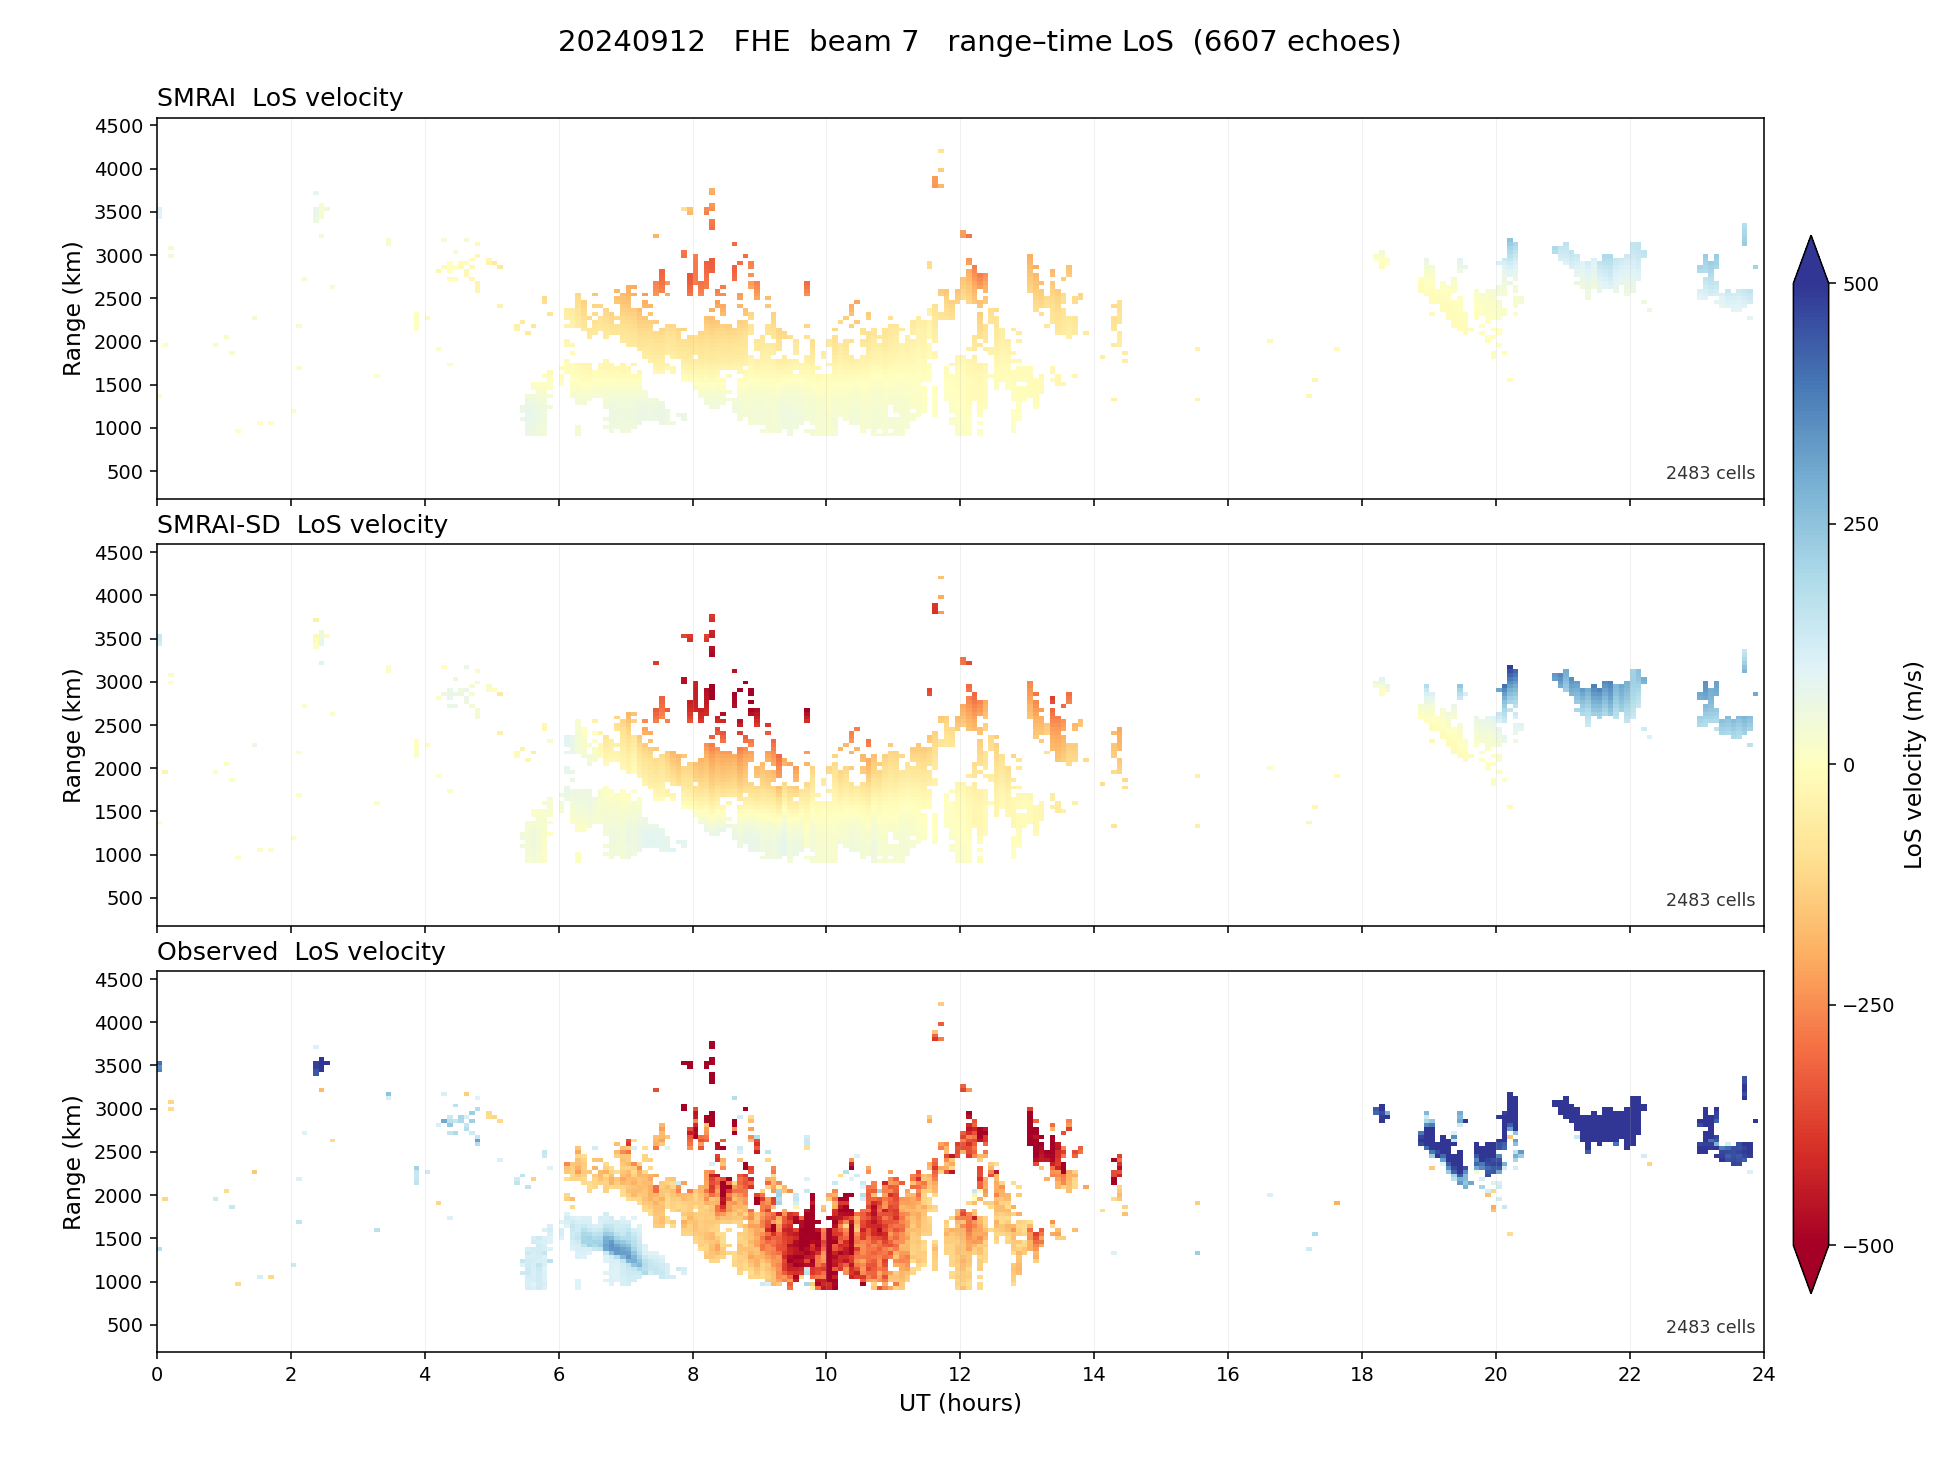 20240912   FHE  beam 7   range–time LoS  (6607 echoes)
SMRAI  LoS velocity
4500
4000
3500
3000
2500
2000
1500
1000
500
Range (km)
2483 cells
SMRAI-SD  LoS velocity
4500
4000
3500
3000
2500
2000
1500
1000
500
Range (km)
2483 cells
Observed  LoS velocity
4500
4000
3500
3000
2500
2000
1500
1000
500
Range (km)
2483 cells
0 2 4 6 8 10 12 14 16 18 20 22 24
UT (hours)
500
250
0
−250
−500
LoS velocity (m/s)